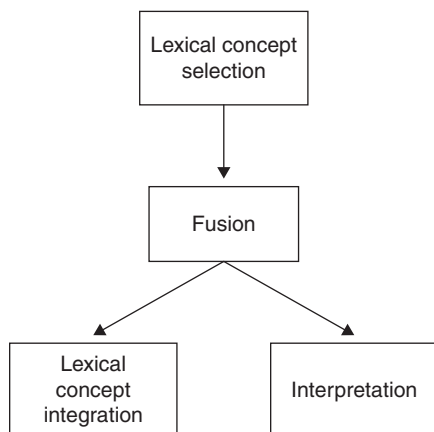 Lexical concept
selection
Fusion
Lexical
concept
integration
Interpretation